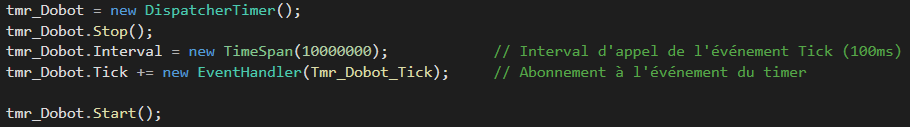 tmr_Dobot = new DispatcherTimer();
tmr_Dobot.Stop();
tmr_Dobot.Interval = new TimeSpan(10000000); // Interval d'appel de l'événement Tick (100ms)
tmr_Dobot.Tick += new EventHandler(Tmr_Dobot_Tick); // Abonnement à l'événement du timer
tmr_Dobot.Start();